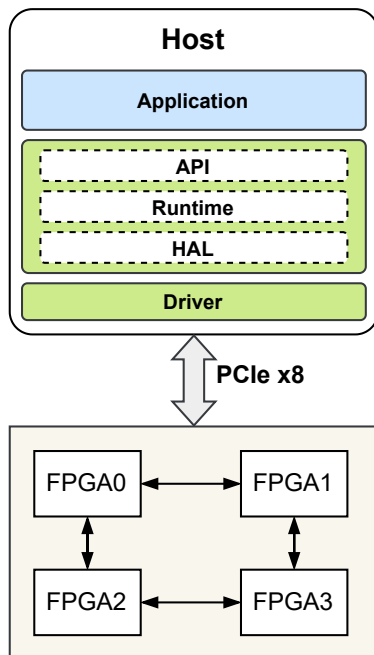 Host
Application
API
Runtime
HAL
Driver
PCIe x8
FPGA0 FPGA1
FPGA2 FPGA3